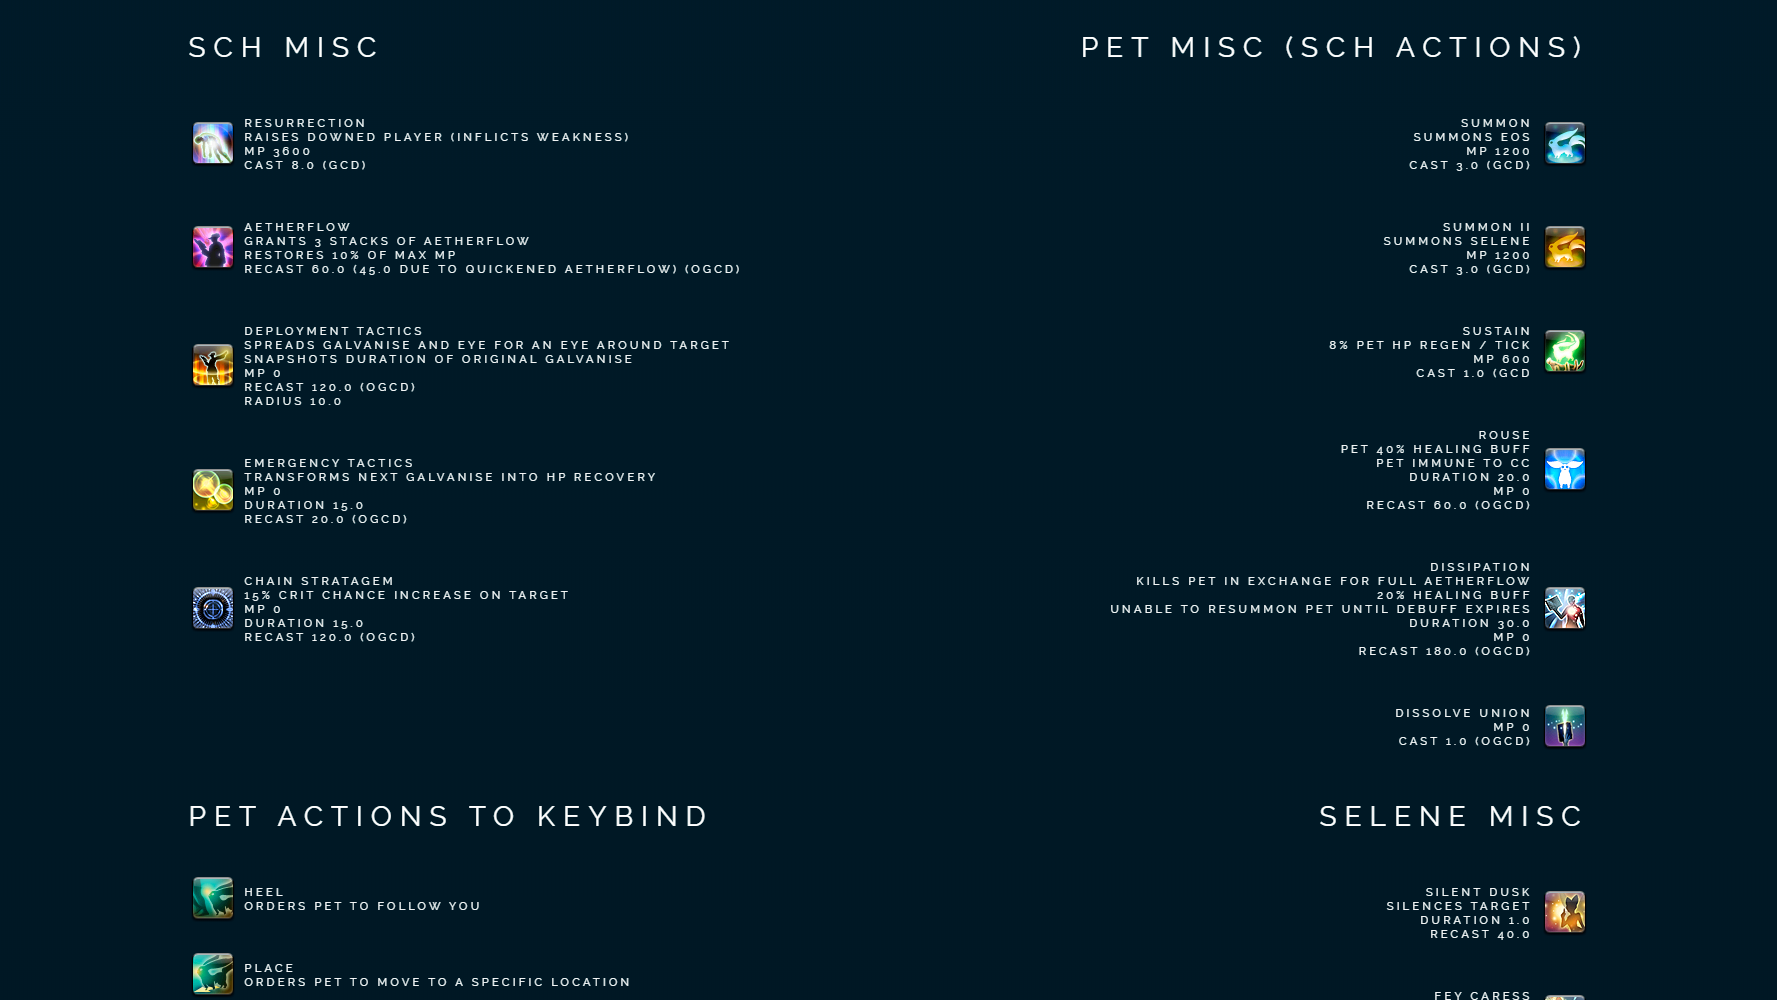 SCH MISC
RESURRECTION
RAISES DOWNED PLAYER (INFLICTS WEAKNESS)
MP 3600
CAST 8.0 (GCD)
AETHERFLOW
GRANTS 3 STACKS OF AETHERFLOW
RESTORES 10% OF MAX MP
RECAST 60.0 (45.0 DUE TO QUICKENED AETHERFLOW) (OGCD)
DEPLOYMENT TACTICS
SPREADS GALVANISE AND EYE FOR AN EYE AROUND TARGET
SNAPSHOTS DURATION OF ORIGINAL GALVANISE
MP 0
RECAST 120.0 (OGCD)
RADIUS 10.0
EMERGENCY TACTICS
TRANSFORMS NEXT GALVANISE INTO HP RECOVERY
MP 0
DURATION 15.0
RECAST 20.0 (OGCD)
CHAIN STRATAGEM
15% CRIT CHANCE INCREASE ON TARGET
MP 0
DURATION 15.0
RECAST 120.0 (OGCD)
PET MISC (SCH ACTIONS)
SUMMON
SUMMONS EOS
MP 1200
CAST 3.0 (GCD)
SUMMON II
SUMMONS SELENE
MP 1200
CAST 3.0 (GCD)
SUSTAIN
8% PET HP REGEN / TICK
MP 600
CAST 1.0 (GCD
ROUSE
PET 40% HEALING BUFF
PET IMMUNE TO CC
DURATION 20.0
MP 0
RECAST 60.0 (OGCD)
DISSIPATION
KILLS PET IN EXCHANGE FOR FULL AETHERFLOW
20% HEALING BUFF
UNABLE TO RESUMMON PET UNTIL DEBUFF EXPIRES
DURATION 30.0
MP 0
RECAST 180.0 (OGCD)
DISSOLVE UNION
MP 0
CAST 1.0 (OGCD)
PET ACTIONS TO KEYBIND
HEEL
ORDERS PET TO FOLLOW YOU
PLACE
ORDERS PET TO MOVE TO A SPECIFIC LOCATION
SELENE MISC
SILENT DUSK
SILENCES TARGET
DURATION 1.0
RECAST 40.0
FEY CARESS